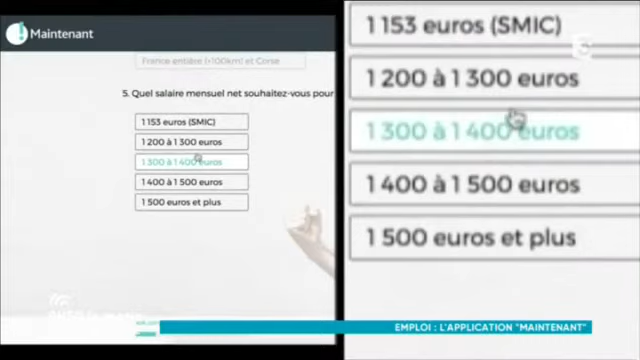 Maintenant
France entière (+100km) et Corse
5. Quel salaire mensuel net souhaitez-vous pour
1 153 euros (SMIC)
1 200 à 1 300 euros
1 300 à 1 400 euros
1 400 à 1 500 euros
1 500 euros et plus
1 153 euros (SMIC)
1 200 à 1 300 euros
1 300 à 1 400 euros
1 400 à 1 500 euros
1 500 euros et plus
5
EMPLOI : L'APPLICATION "MAINTENANT"